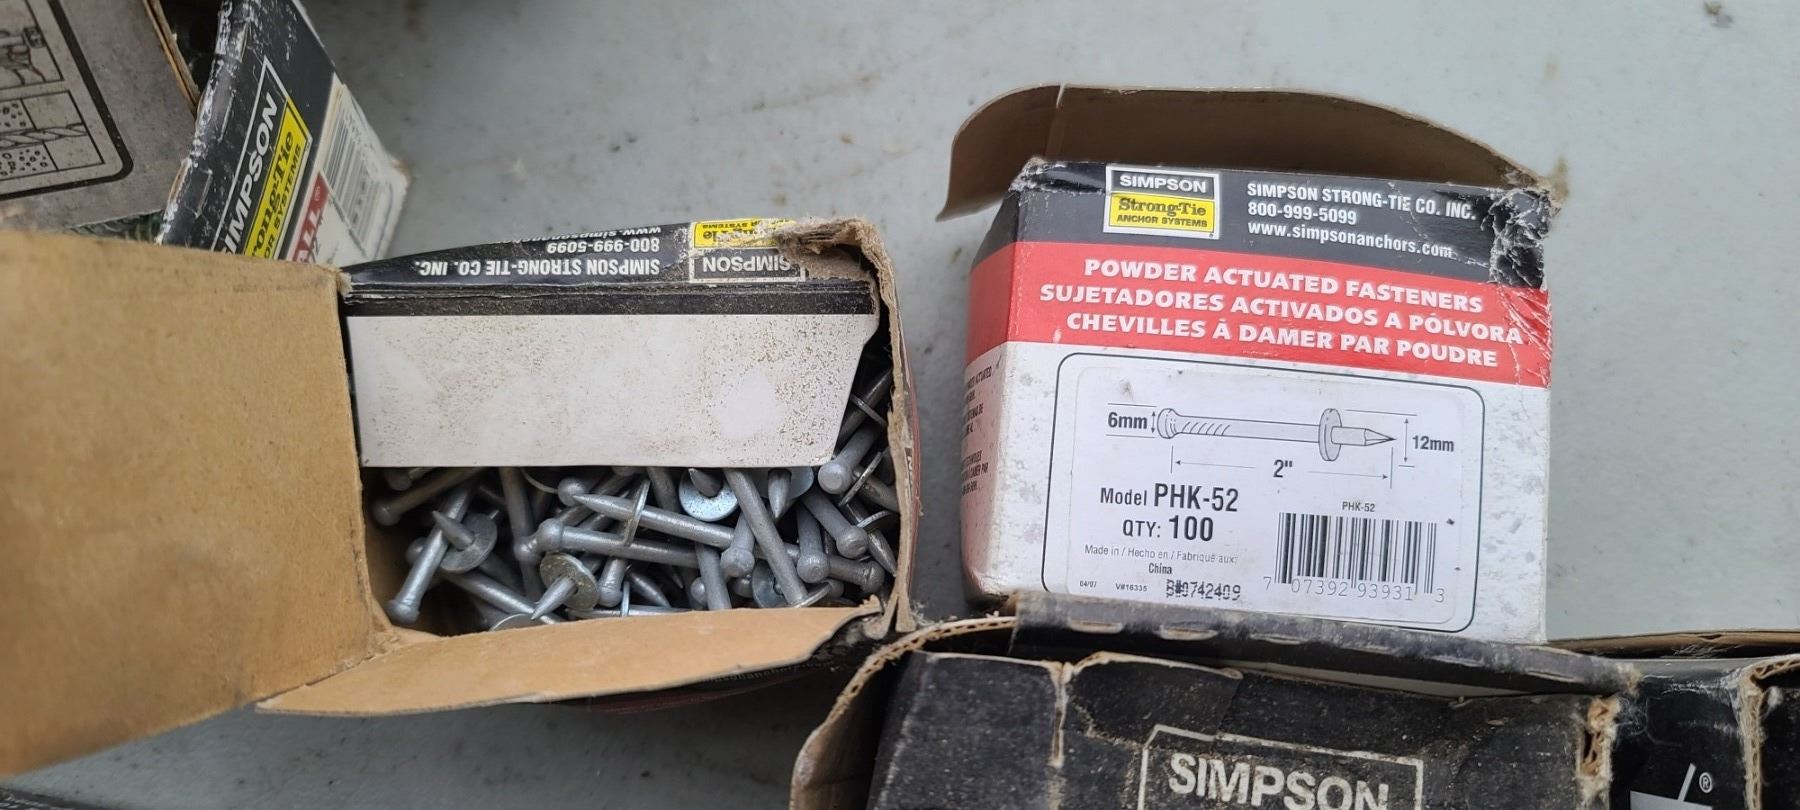 SIMPSON
Strong-Tie
ANCHOR SYSTEMS
SIMPSON STRONG-TIE CO. INC.
800-999-5099
www.simpsonanchors.com
POWDER ACTUATED FASTENERS
SUJETADORES ACTIVADOS A PÓLVORA
CHEVILLES À DAMER PAR POUDRE
6mm
12mm
2"
Model PHK-52
QTY: 100
PHK-52
Made in / Hecho en / Fabriqué aux:
China
04/07
V#16335
B#0742409
7 07392 93931 3
SIMPSON
SIMPSON STRONG-TIE CO. INC.
800-999-5099
SIMPSON
SIMPSON
®